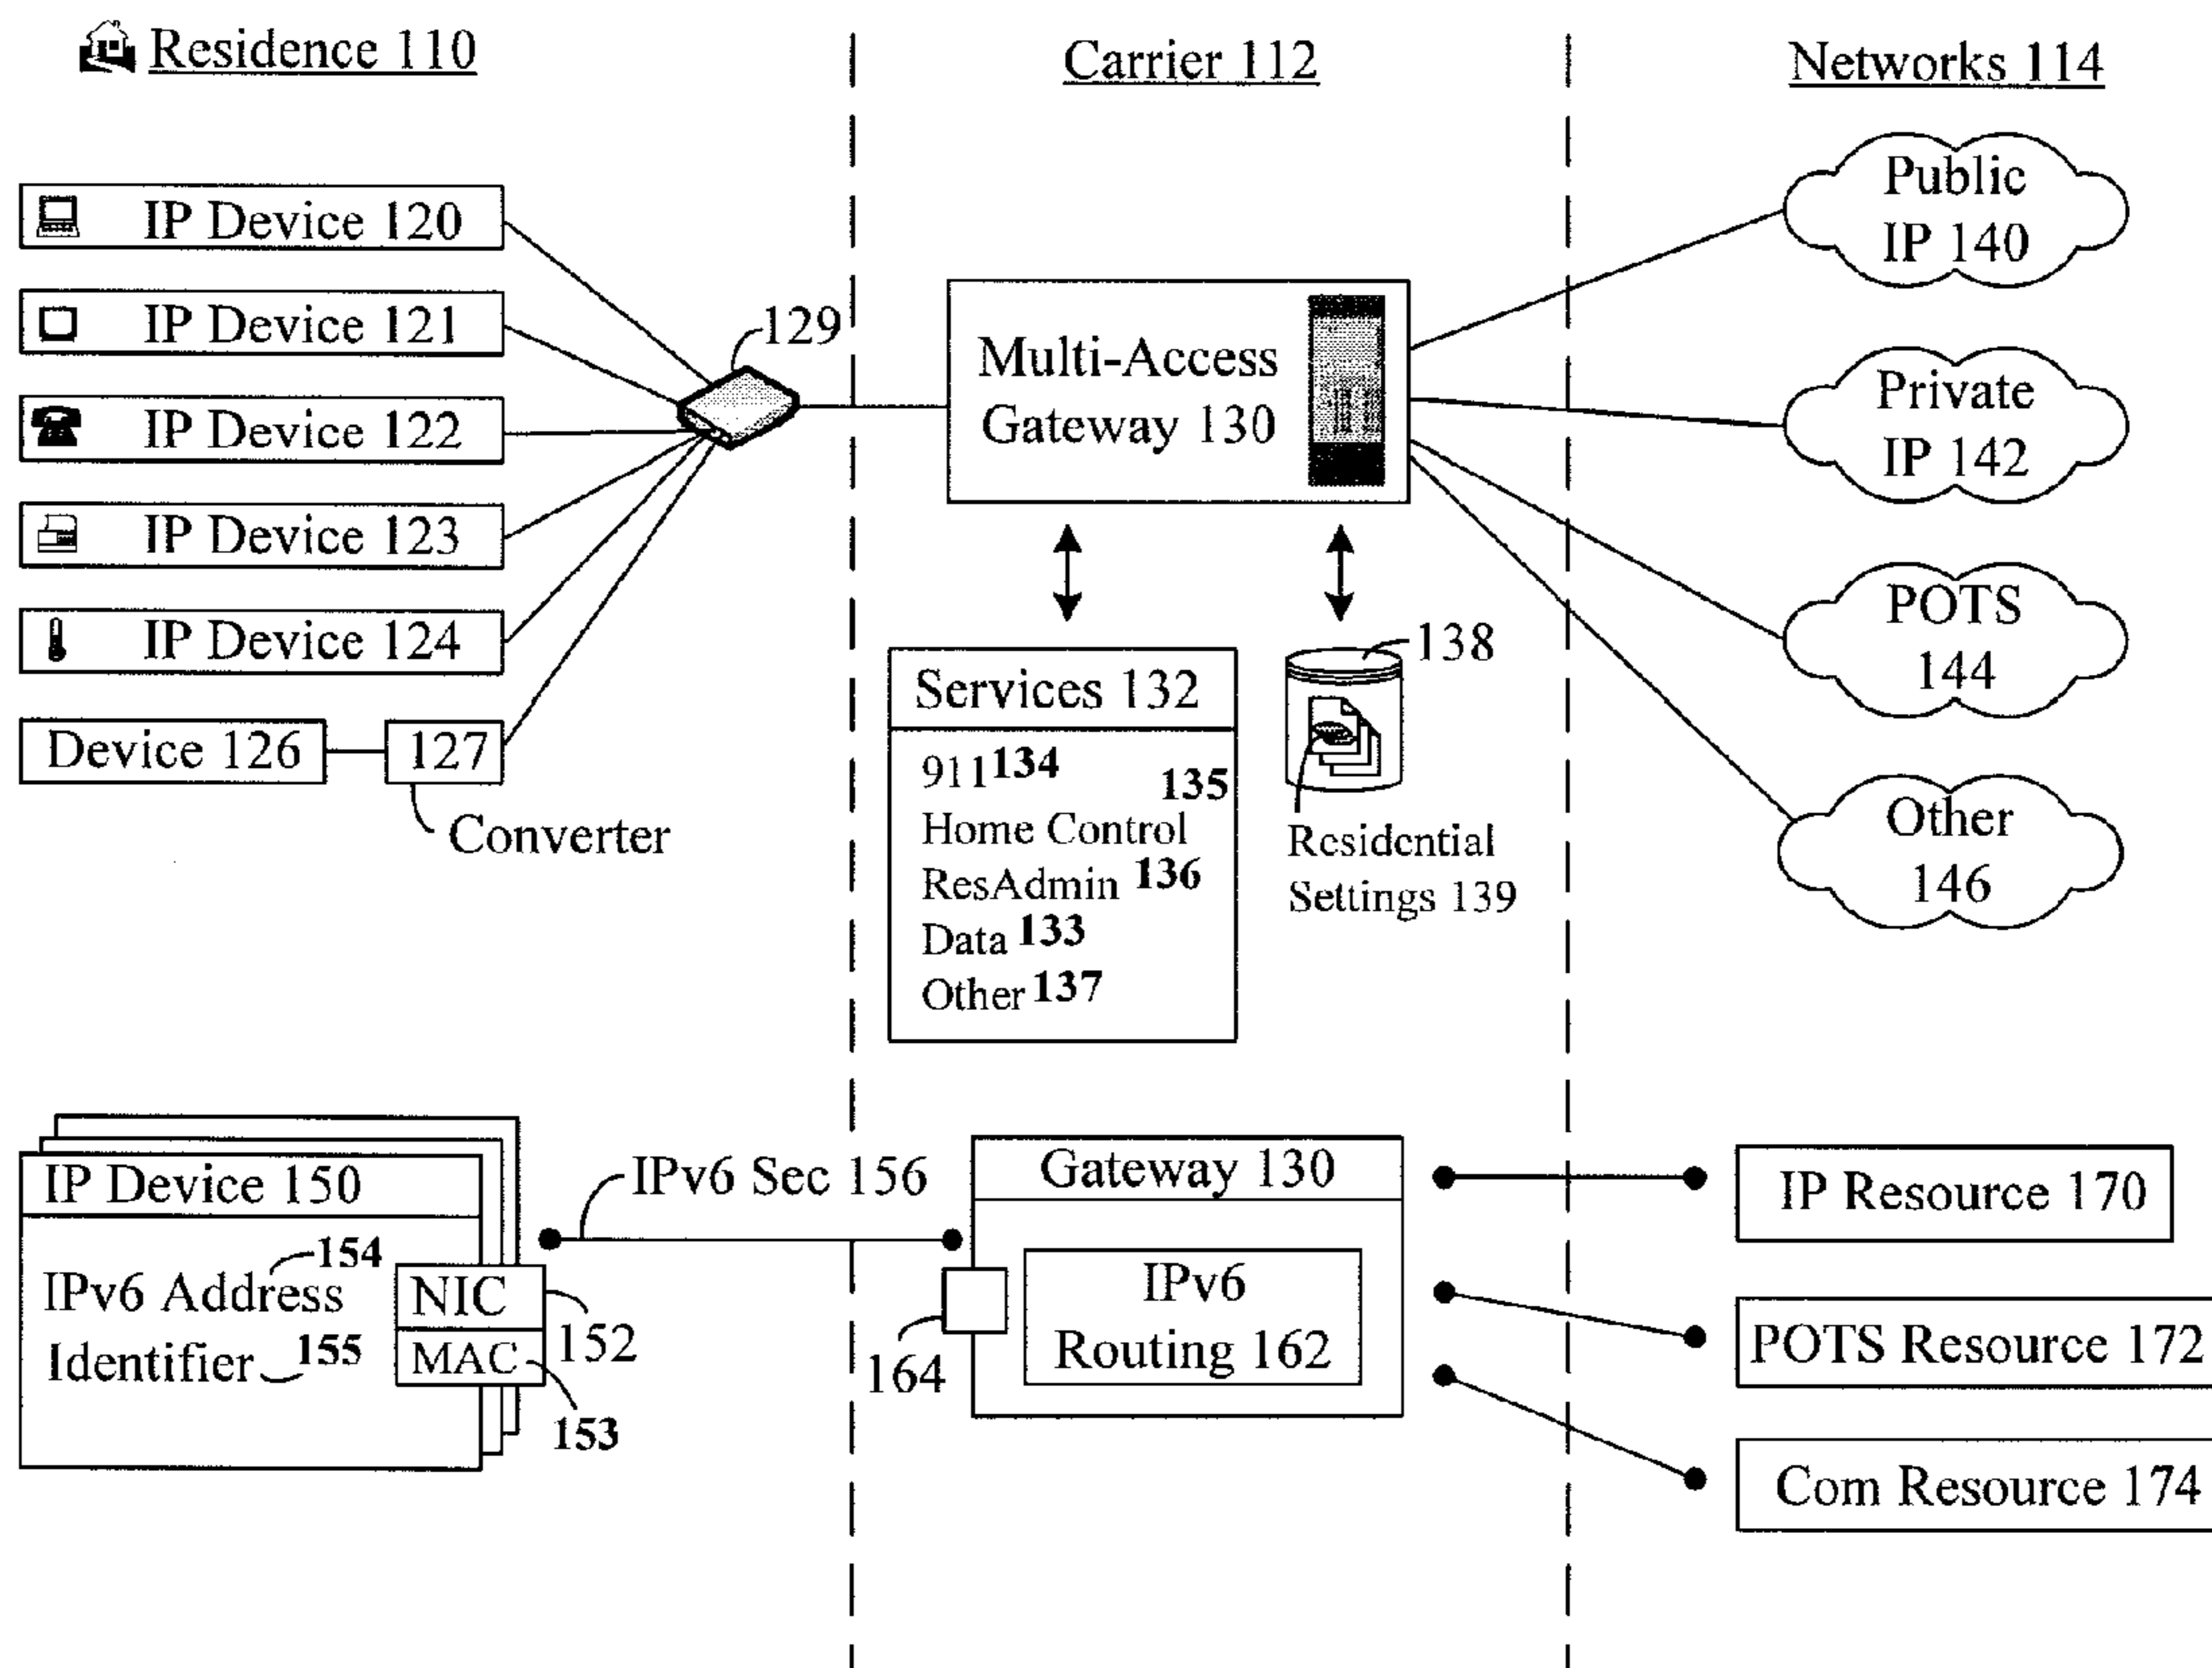 Residence 110
Carrier 112
Networks 114
IP Device 120
IP Device 121
IP Device 122
IP Device 123
IP Device 124
Device 126
127
Converter
129
Multi-Access
Gateway 130
Services 132
911 134
135
Home Control
ResAdmin 136
Data 133
Other 137
138
Residential
Settings 139
Public
IP 140
Private
IP 142
POTS
144
Other
146
IP Device 150
IPv6 Address
154
Identifier
155
NIC
MAC
152
153
IPv6 Sec 156
Gateway 130
IPv6
Routing 162
164
IP Resource 170
POTS Resource 172
Com Resource 174